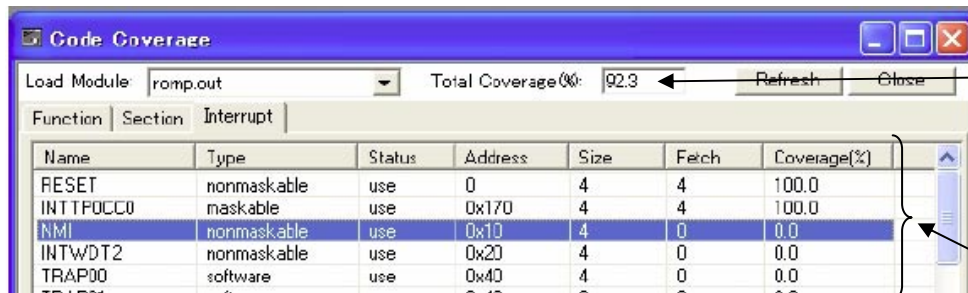 Code Coverage
Load Module: romp.out Total Coverage(%): 92.3 Refresh Close
Function Section Interrupt
Name Type Status Address Size Fetch Coverage(%)
RESET nonmaskable use 0 4 4 100.0
INTTP0CC0 maskable use 0x170 4 4 100.0
NMI nonmaskable use 0x10 4 0 0.0
INTWDT2 nonmaskable use 0x20 4 0 0.0
TRAP00 software use 0x40 4 0 0.0